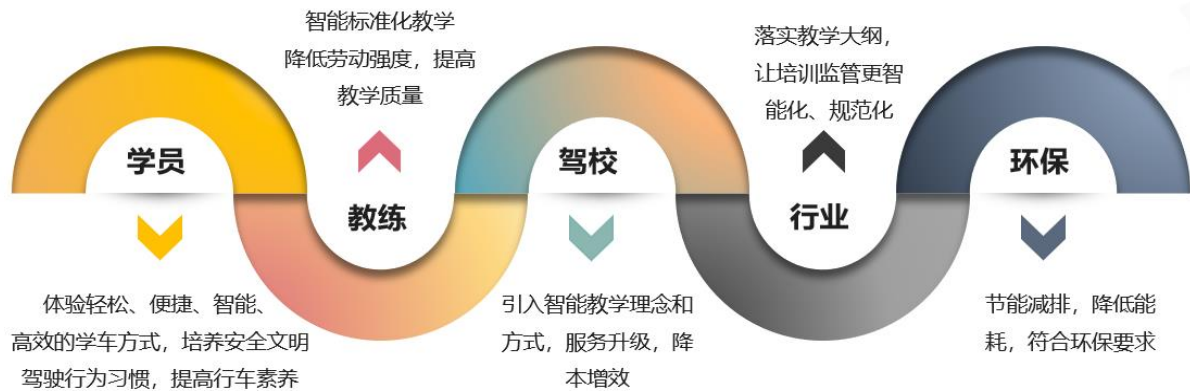 学员
体验轻松、便捷、智能、
高效的学车方式，培养安全文明
驾驶行为习惯，提高行车素养
智能标准化教学
降低劳动强度，提高
教学质量
教练
驾校
引入智能教学理念和
方式，服务升级，降
本增效
落实教学大纲，
让培训监管更智
能化、规范化
行业
环保
节能减排，降低能
耗，符合环保要求